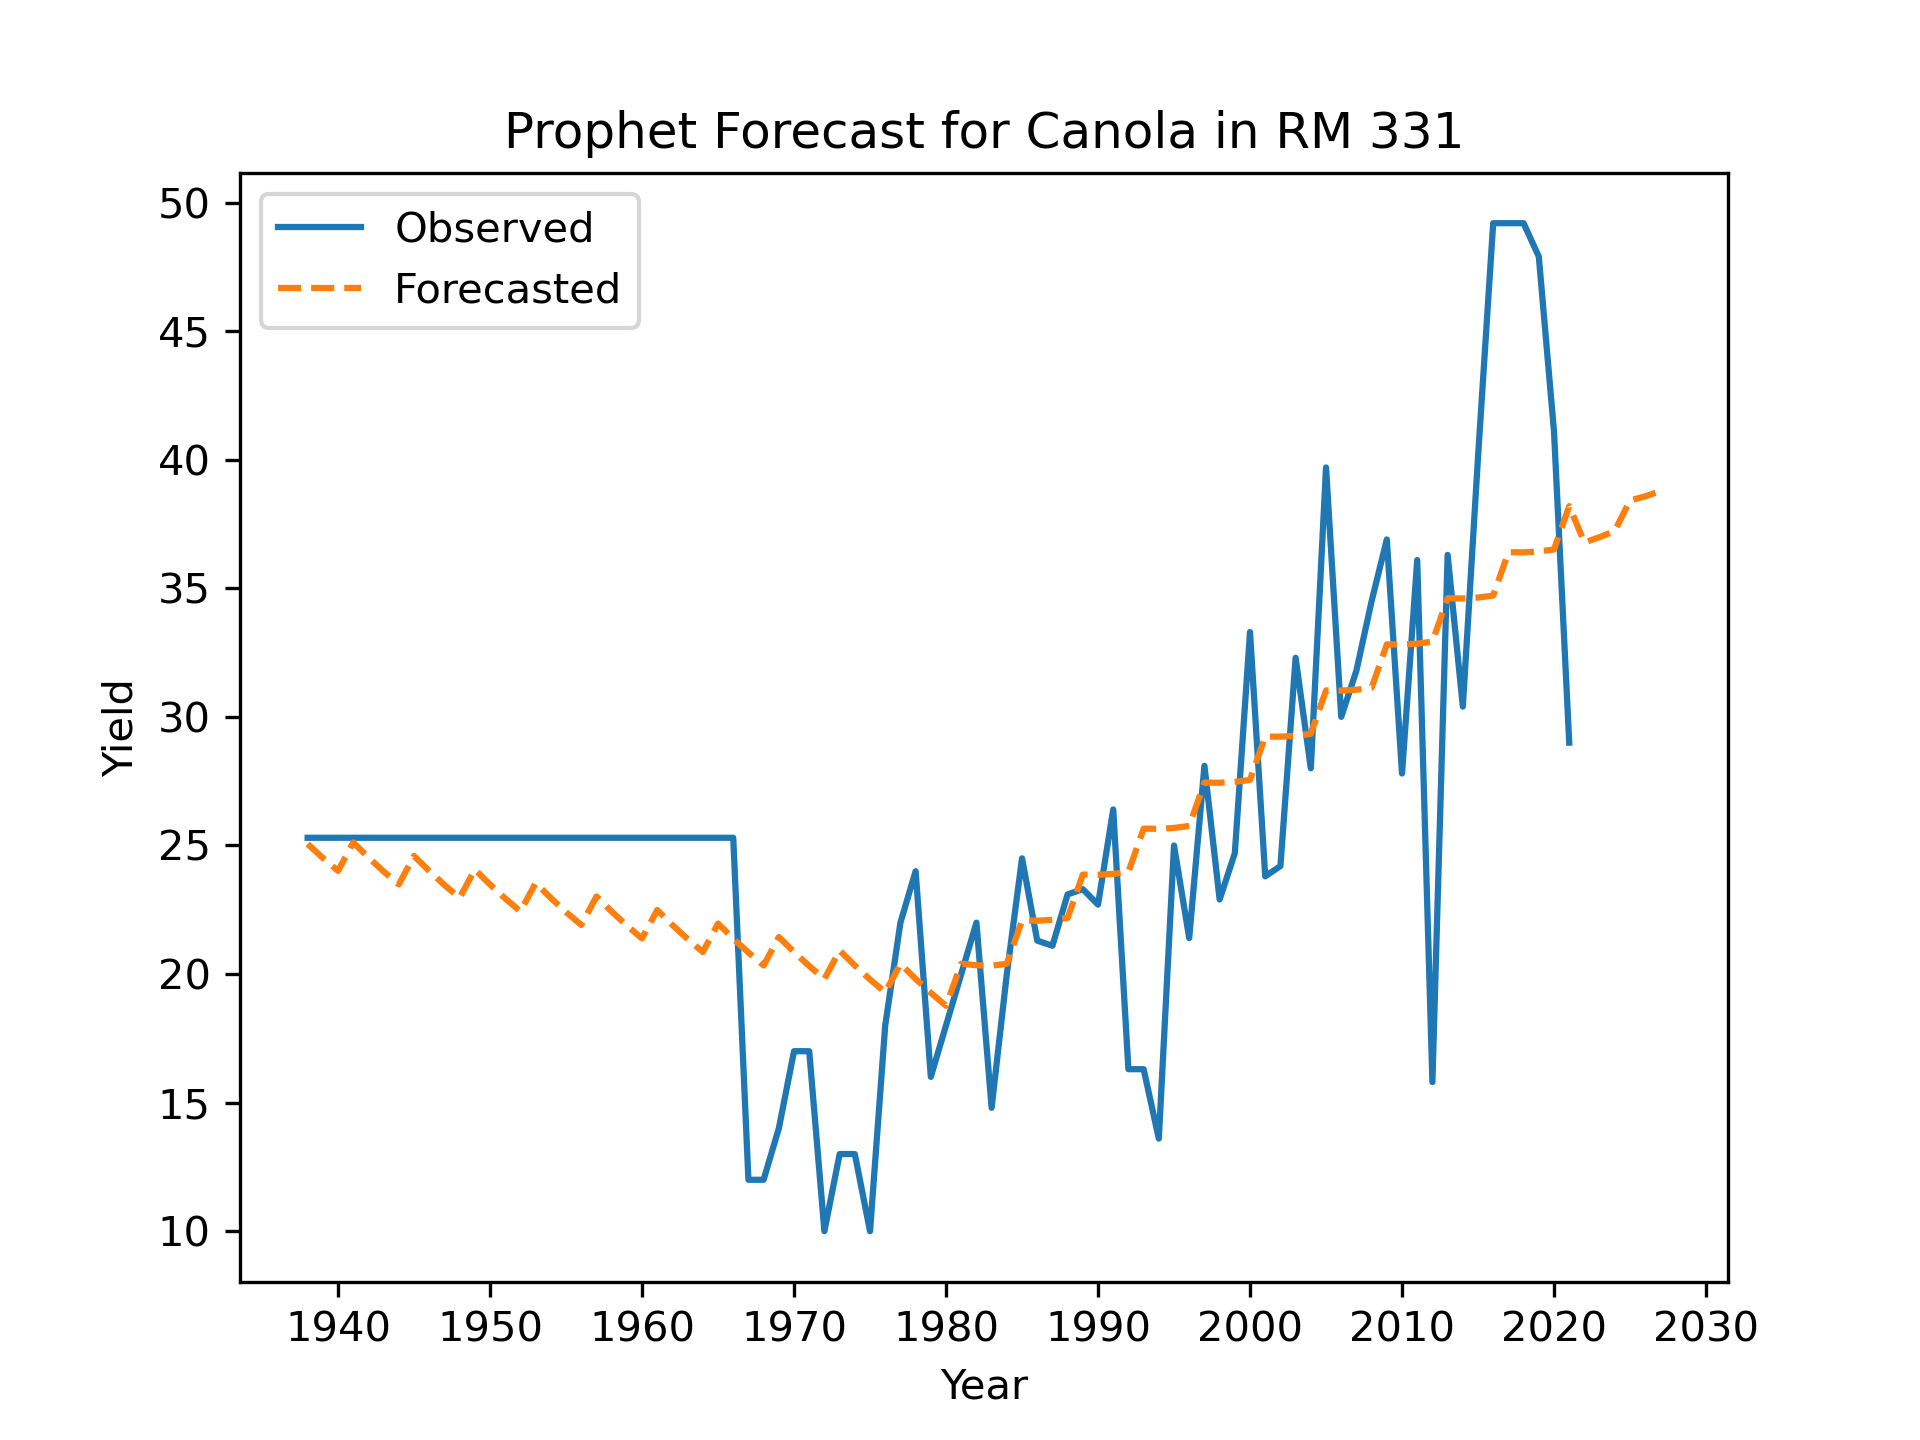 Prophet Forecast for Canola in RM 331
Observed
Forecasted
50
45
40
35
30
25
20
15
10
Yield
1940 1950 1960 1970 1980 1990 2000 2010 2020 2030
Year